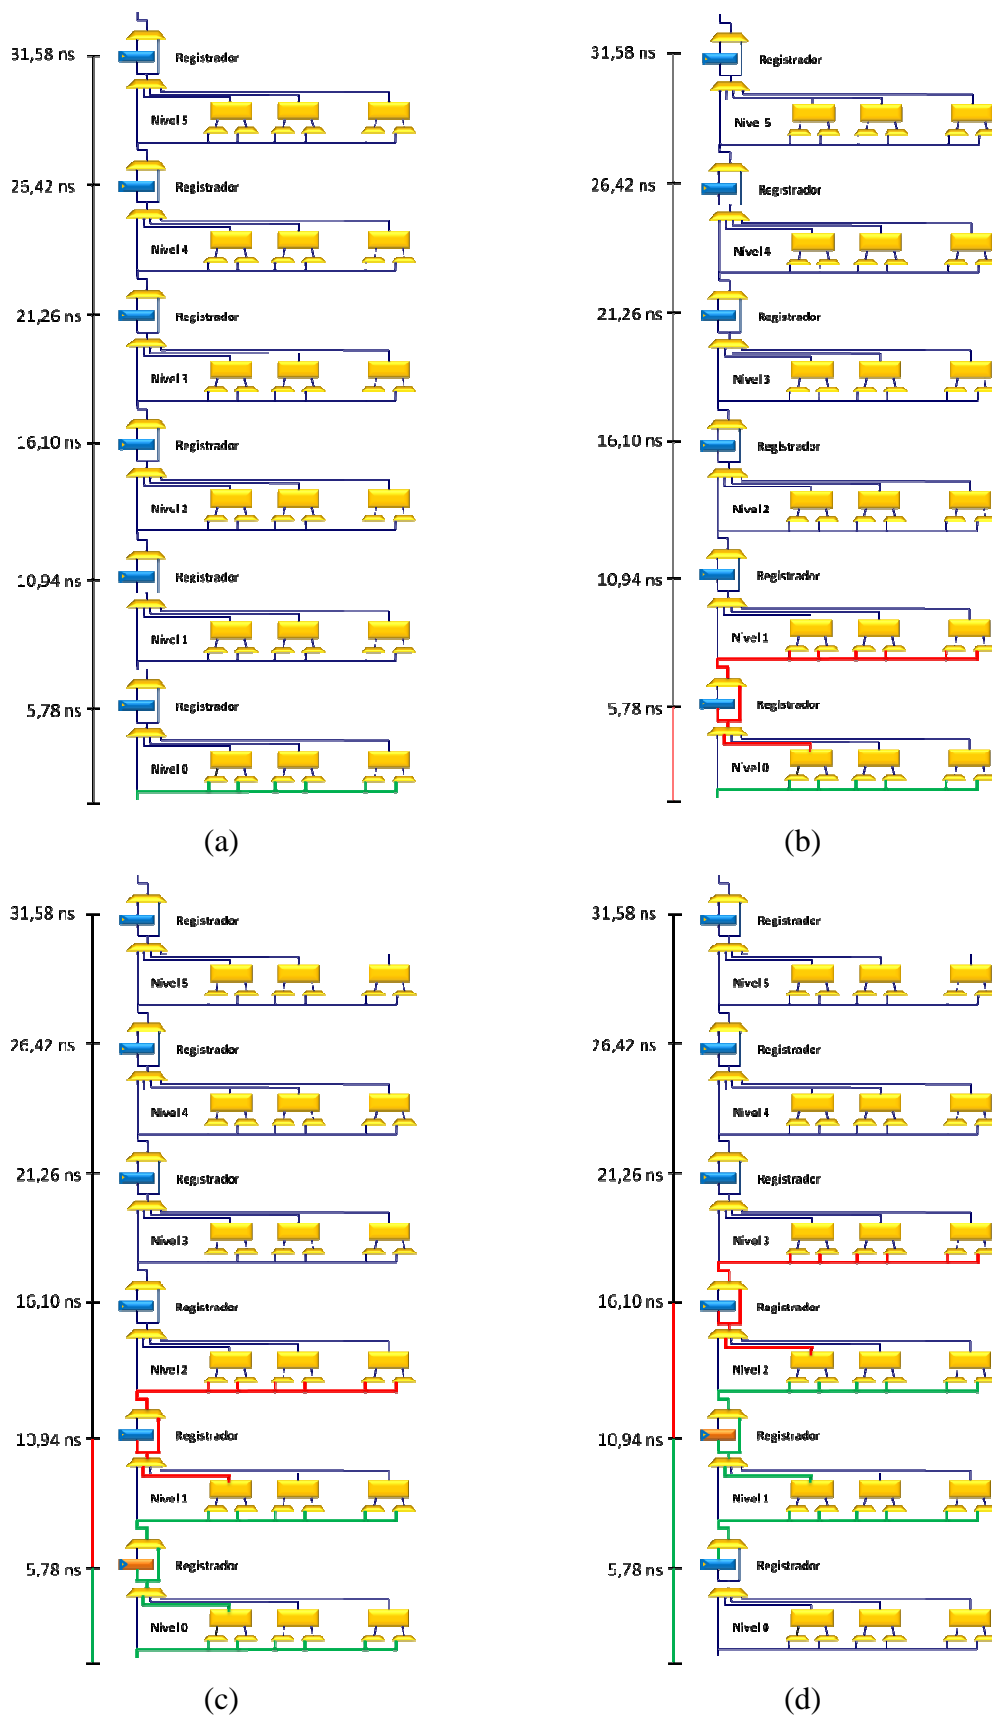 31,58 ns
Registrador
Nivel 5
25,42 ns
Registrador
Nivel 4
21,26 ns
Registrador
Nivel 3
16,10 ns
Registrador
Nivel 2
10,94 ns
Registrador
Nivel 1
5,78 ns
Registrador
Nivel 0
(a)
31,58 ns
Registrador
Nivel 5
26,42 ns
Registrador
Nivel 4
21,26 ns
Registrador
Nivel 3
16,10 ns
Registrador
Nivel 2
10,94 ns
Registrador
Nivel 1
5,78 ns
Registrador
Nivel 0
(b)
31,58 ns
Registrador
Nivel 5
26,42 ns
Registrador
Nivel 4
21,26 ns
Registrador
Nivel 3
16,10 ns
Registrador
Nivel 2
10,94 ns
Registrador
Nivel 1
5,78 ns
Registrador
Nivel 0
(c)
31,58 ns
Registrador
Nivel 5
26,42 ns
Registrador
Nivel 4
21,26 ns
Registrador
Nivel 3
16,10 ns
Registrador
Nivel 2
10,94 ns
Registrador
Nivel 1
5,78 ns
Registrador
Nivel 0
(d)